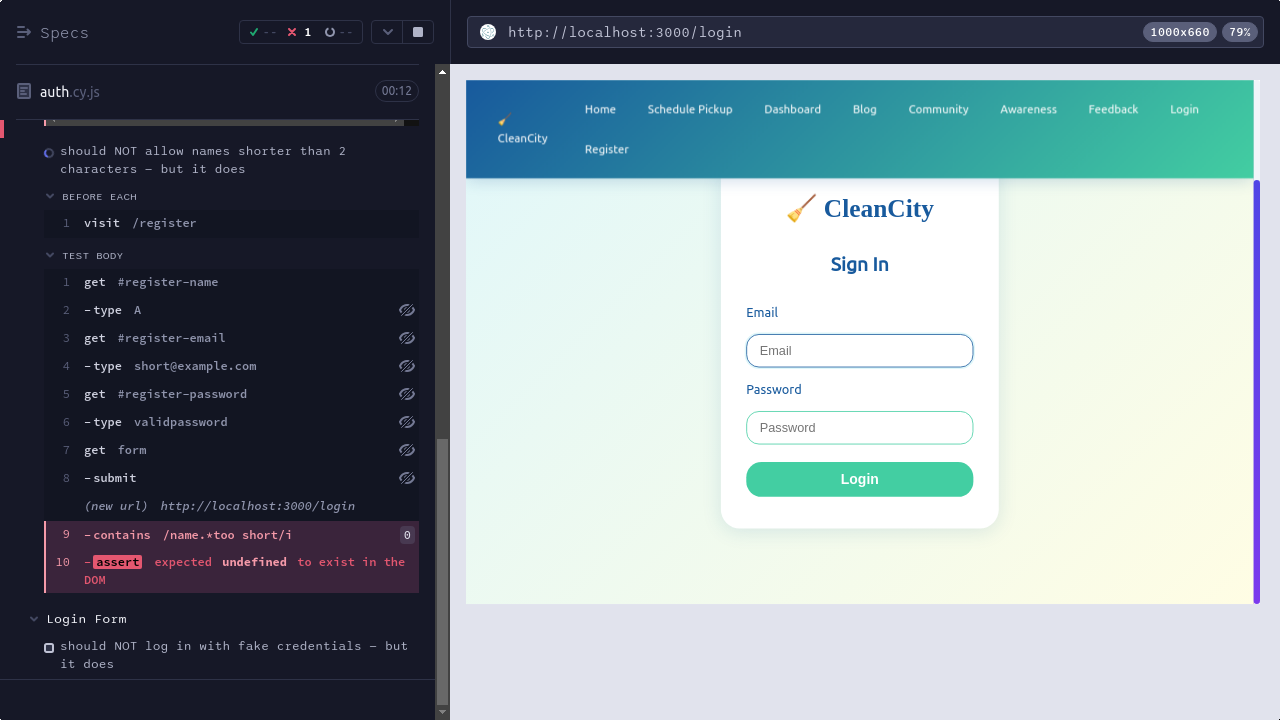 Specs
-- 1 --
auth.cy.js
00:12
should NOT allow names shorter than 2
characters – but it does
BEFORE EACH
1 visit /register
TEST BODY
1 get #register-name
2 -type A
3 get #register-email
4 -type short@example.com
5 get #register-password
6 -type validpassword
7 get form
8 -submit
(new url) http://localhost:3000/login
9 -contains /name.*too short/i 0
10 -assert expected undefined to exist in the
DOM
Login Form
should NOT log in with fake credentials – but
it does
http://localhost:3000/login
1000x660
79%
Home Schedule Pickup Dashboard Blog Community Awareness Feedback Login
CleanCity
Register
CleanCity
Sign In
Email
Email
Password
Password
Login